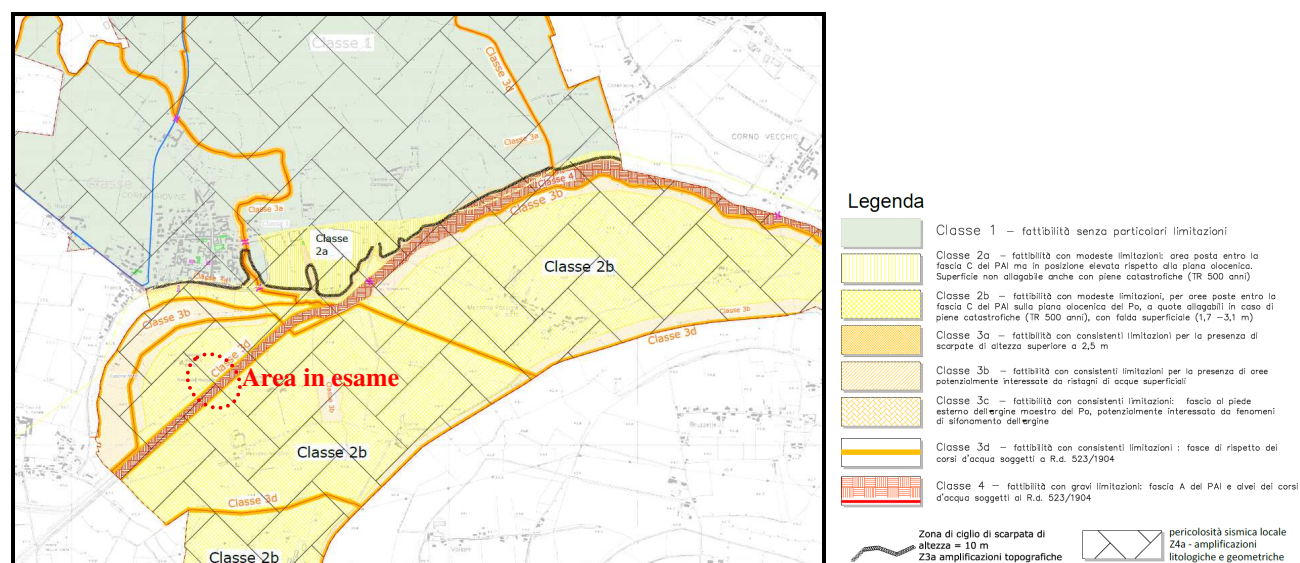 Classe 1
Classe 3d
Classe 3a
CORNO VECCHIO
Classe 4
Classe 3b
Classe
Classe 3a
Classe
2a
Classe 2b
Classe 3b
Classe 3b
Classe 3d
Classe 3d
Area in esame
Classe 3b
Classe 2b
Classe 3d
Classe 2b
Legenda
Classe 1 – fattibilità senza particolari limitazioni
Classe 2a – fattibilità con modeste limitazioni: area posta entro la
fascia C del PAI ma in posizione elevata rispetto alla piana olocenica.
Superficie non allagabile anche con piene catastrofiche (TR 500 anni)
Classe 2b – fattibilità con modeste limitazioni, per aree poste entro la
fascia C del PAI sulla piana olocenica del Po, a quote allagabili in caso di
piene catastrofiche (TR 500 anni), con falda superficiale (1,7 –3,1 m)
Classe 3a – fattibilità con consistenti limitazioni per la presenza di
scarpate di altezza superiore a 2,5 m
Classe 3b – fattibilità con consistenti limitazioni per la presenza di aree
potenzialmente interessate da ristagni di acque superficiali
Classe 3c – fattibilità con consistenti limitazioni: fascia al piede
esterno dell'argine maestro del Po, potenzialmente interessato da fenomeni
di sifonamento dell'argine
Classe 3d – fattibilità con consistenti limitazioni : fasce di rispetto dei
corsi d'acqua soggetti a R.d. 523/1904
Classe 4 – fattibilità con gravi limitazioni: fascia A del PAI e alvei dei corsi
d'acqua soggetti al R.d. 523/1904
Zona di ciglio di scarpata di
altezza = 10 m
Z3a amplificazioni topografiche
pericolosità sismica locale
Z4a - amplificazioni
litologiche e geometriche